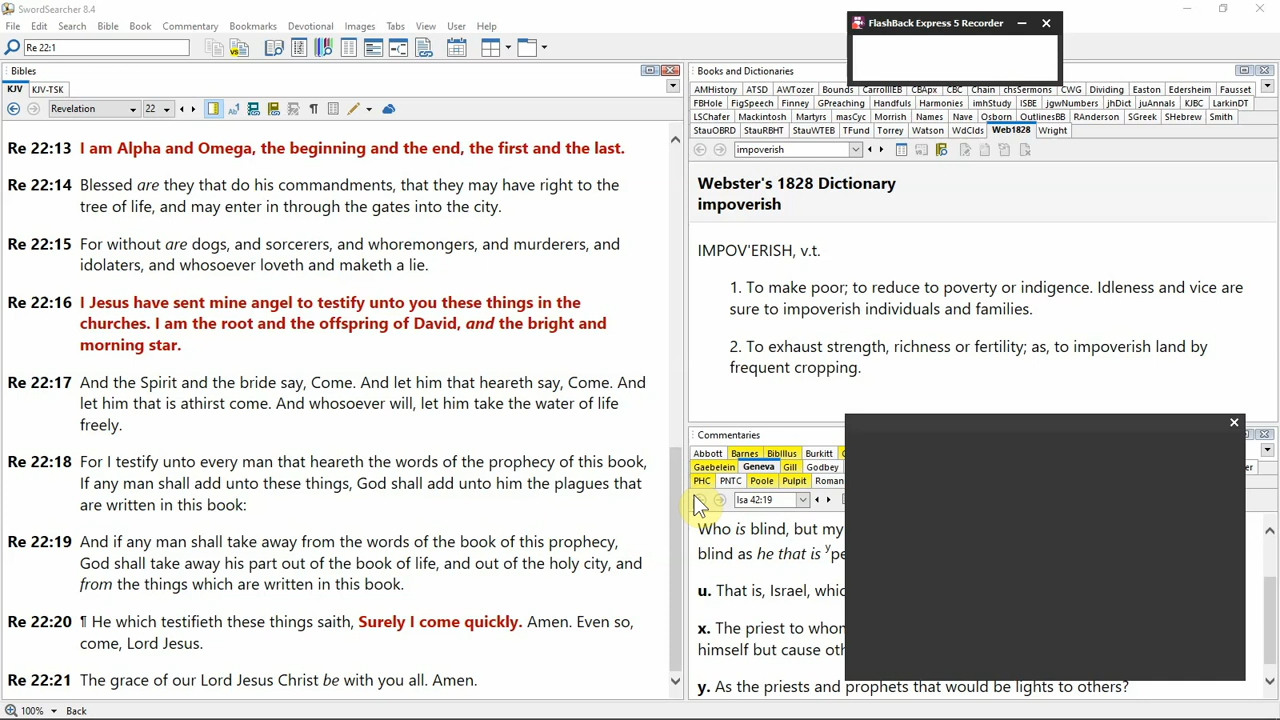 SwordSearcher 8.4
File Edit Search Bible Book Commentary Bookmarks Devotional Images Tabs View User Help
Re 22:1
Bibles
KJV KJV-TSK
Revelation 22
Re 22:13 I am Alpha and Omega, the beginning and the end, the first and the last.
Re 22:14 Blessed are they that do his commandments, that they may have right to the
tree of life, and may enter in through the gates into the city.
Re 22:15 For without are dogs, and sorcerers, and whoremongers, and murderers, and
idolaters, and whosoever loveth and maketh a lie.
Re 22:16 I Jesus have sent mine angel to testify unto you these things in the
churches. I am the root and the offspring of David, and the bright and
morning star.
Re 22:17 And the Spirit and the bride say, Come. And let him that heareth say, Come. And
let him that is athirst come. And whosoever will, let him take the water of life
freely.
Re 22:18 For I testify unto every man that heareth the words of the prophecy of this book,
If any man shall add unto these things, God shall add unto him the plagues that
are written in this book:
Re 22:19 And if any man shall take away from the words of the book of this prophecy,
God shall take away his part out of the book of life, and out of the holy city, and
from the things which are written in this book.
Re 22:20 ¶ He which testifieth these things saith, Surely I come quickly. Amen. Even so,
come, Lord Jesus.
Re 22:21 The grace of our Lord Jesus Christ be with you all. Amen.
100% Back
FlashBack Express 5 Recorder
Books and Dictionaries
AMHistory ATSD AWTozer Bounds CarrollEB CBApx CBC Chain chsSermons CWG Dividing Easton Edersheim Fausset
FBHole FigSpeech Finney GPreaching Handfuls Harmonies imhStudy ISBE jgwNumbers jhDict juAnnals KJBC LarkinDT
LSChafer Mackintosh Martyrs masCyc Morrish Names Nave Osborn OutlinesBB RAnderson SGreek SHebrew Smith
StauOBRD StauRBHT StauWTEB TFund Torrey Watson WdClds Web1828 Wright
impoverish
Webster's 1828 Dictionary
impoverish
IMPOV'ERISH, v.t.
1. To make poor; to reduce to poverty or indigence. Idleness and vice are
sure to impoverish individuals and families.
2. To exhaust strength, richness or fertility; as, to impoverish land by
frequent cropping.
Commentaries
Abbott Barnes BibIllus Burkitt
Gaebelein Geneva Gill Godbey
PHC PNTC Poole Pulpit Roman
Isa 42:19
Who is blind, but my
blind as he that is y
u. That is, Israel,
x. The priest to whom
himself but cause
y. As the priests and prophets that would be lights to others?